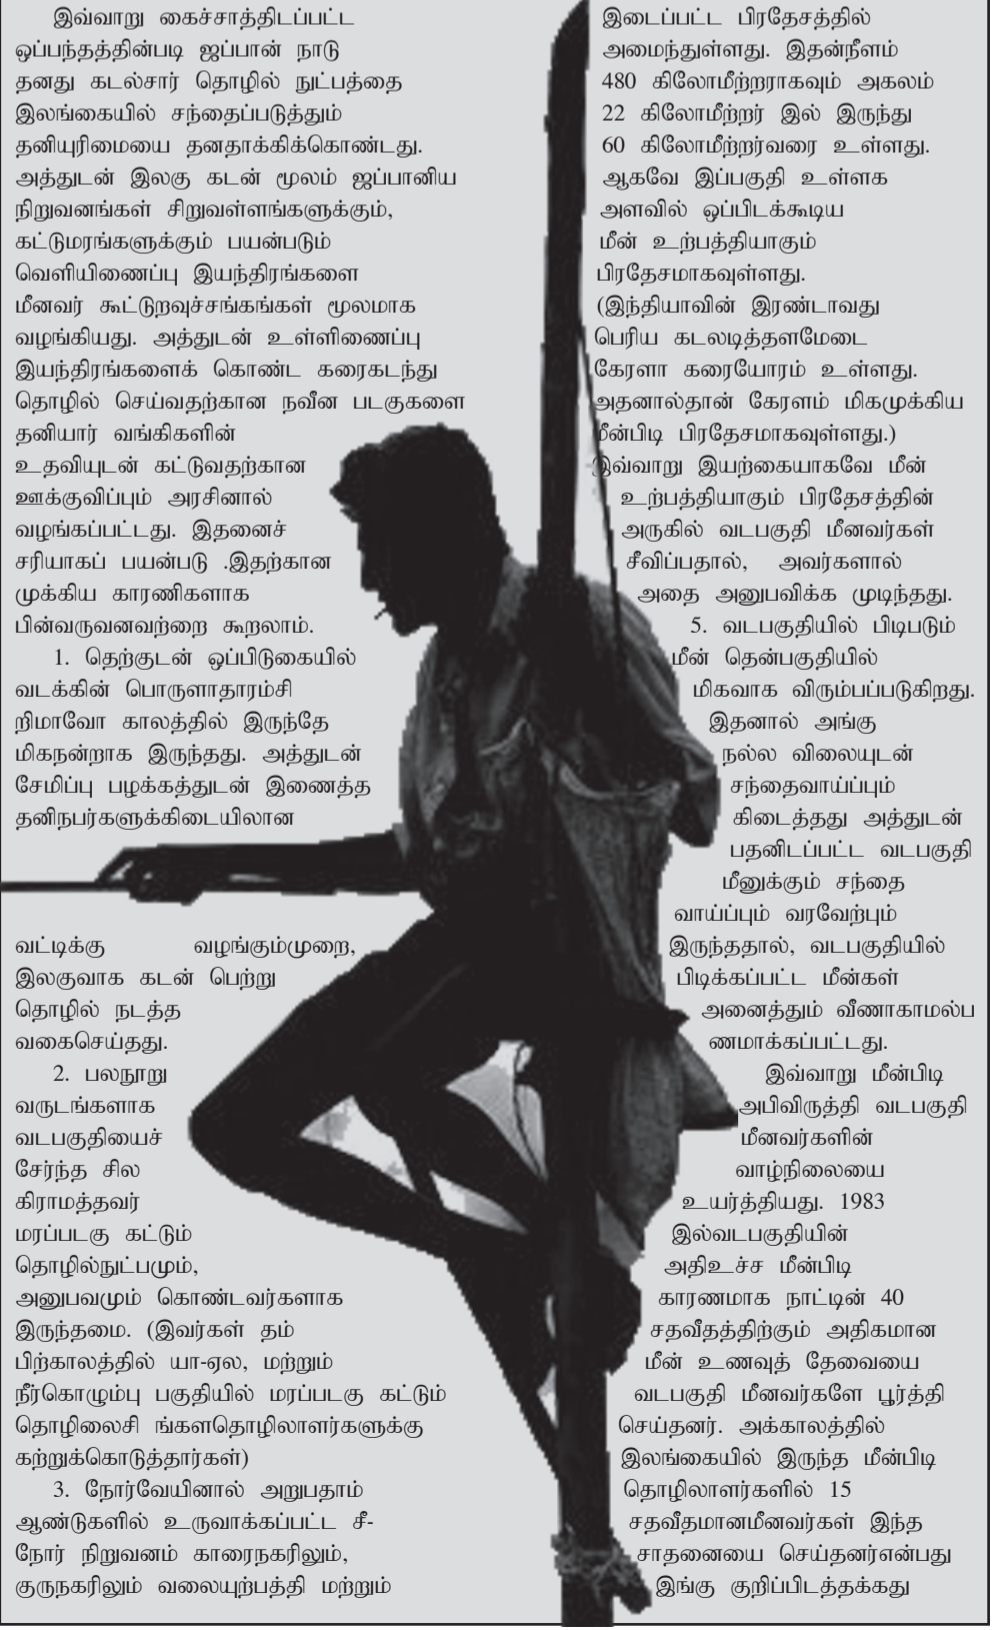 இவ்வாறு கைச்சாத்திடப்பட்ட
ஒப்பந்தத்தின்படி ஜப்பான் நாடு
தனது கடல்சார் தொழில் நுட்பத்தை
இலங்கையில் சந்தைப்படுத்தும்
தனியுரிமையை தனதாக்கிக்கொண்டது.
அத்துடன் இலகு கடன் மூலம் ஜப்பானிய
நிறுவனங்கள் சிறுவள்ளங்களுக்கும்,
கட்டுமரங்களுக்கும் பயன்படும்
வெளியிணைப்பு இயந்திரங்களை
மீனவர் கூட்டுறவுச்சங்கங்கள் மூலமாக
வழங்கியது. அத்துடன் உள்ளிணைப்பு
இயந்திரங்களைக் கொண்ட கரைகடந்து
தொழில் செய்வதற்கான நவீன படகுகளை
தனியார் வங்கிகளின்
உதவியுடன் கட்டுவதற்கான
ஊக்குவிப்பும் அரசினால்
வழங்கப்பட்டது. இதனைச்
சரியாகப் பயன்படு .இதற்கான
முக்கிய காரணிகளாக
பின்வருவனவற்றை கூறலாம்.
1. தெற்குடன் ஒப்பிடுகையில்
வடக்கின் பொருளாதாரம்சி
றிமாவோ காலத்தில் இருந்தே
மிகநன்றாக இருந்தது. அத்துடன்
சேமிப்பு பழக்கத்துடன் இணைத்த
தனிநபர்களுக்கிடையிலான
வட்டிக்கு வழங்கும்முறை,
இலகுவாக கடன் பெற்று
தொழில் நடத்த
வகைசெய்தது.
2. பலநூறு
வருடங்களாக
வடபகுதியைச்
சேர்ந்த சில
கிராமத்தவர்
மரப்படகு கட்டும்
தொழில்நுட்பமும்,
அனுபவமும் கொண்டவர்களாக
இருந்தமை. (இவர்கள் தம்
பிற்காலத்தில் யா-ஏல, மற்றும்
நீர்கொழும்பு பகுதியில் மரப்படகு கட்டும்
தொழிலைசி ங்களதொழிலாளர்களுக்கு
கற்றுக்கொடுத்தார்கள்)
3. நோர்வேயினால் அறுபதாம்
ஆண்டுகளில் உருவாக்கப்பட்ட சீ-
நோர் நிறுவனம் காரைநகரிலும்,
குருநகரிலும் வலையுற்பத்தி மற்றும்
இடைப்பட்ட பிரதேசத்தில்
அமைந்துள்ளது. இதன்நீளம்
480 கிலோமீற்றராகவும் அகலம்
22 கிலோமீற்றர் இல் இருந்து
60 கிலோமீற்றர்வரை உள்ளது.
ஆகவே இப்பகுதி உள்ளக
அளவில் ஒப்பிடக்கூடிய
மீன் உற்பத்தியாகும்
பிரதேசமாகவுள்ளது.
(இந்தியாவின் இரண்டாவது
பெரிய கடலடித்தளமேடை
கேரளா கரையோரம் உள்ளது.
அதனால்தான் கேரளம் மிகமுக்கிய
மீன்பிடி பிரதேசமாகவுள்ளது.)
இவ்வாறு இயற்கையாகவே மீன்
உற்பத்தியாகும் பிரதேசத்தின்
அருகில் வடபகுதி மீனவர்கள்
சீவிப்பதால், அவர்களால்
அதை அனுபவிக்க முடிந்தது.
5. வடபகுதியில் பிடிபடும்
மீன் தென்பகுதியில்
மிகவாக விரும்பப்படுகிறது.
இதனால் அங்கு
நல்ல விலையுடன்
சந்தைவாய்ப்பும்
கிடைத்தது அத்துடன்
பதனிடப்பட்ட வடபகுதி
மீனுக்கும் சந்தை
வாய்ப்பும் வரவேற்பும்
இருந்ததால், வடபகுதியில்
பிடிக்கப்பட்ட மீன்கள்
அனைத்தும் வீணாகாமல்ப
ணமாக்கப்பட்டது.
இவ்வாறு மீன்பிடி
அபிவிருத்தி வடபகுதி
மீனவர்களின்
வாழ்நிலையை
உயர்த்தியது. 1983
இல்வடபகுதியின்
அதிஉச்ச மீன்பிடி
காரணமாக நாட்டின் 40
சதவீதத்திற்கும் அதிகமான
மீன் உணவுத் தேவையை
வடபகுதி மீனவர்களே பூர்த்தி
செய்தனர். அக்காலத்தில்
இலங்கையில் இருந்த மீன்பிடி
தொழிலாளர்களில் 15
சதவீதமானமீனவர்கள் இந்த
சாதனையை செய்தனர்என்பது
இங்கு குறிப்பிடத்தக்கது